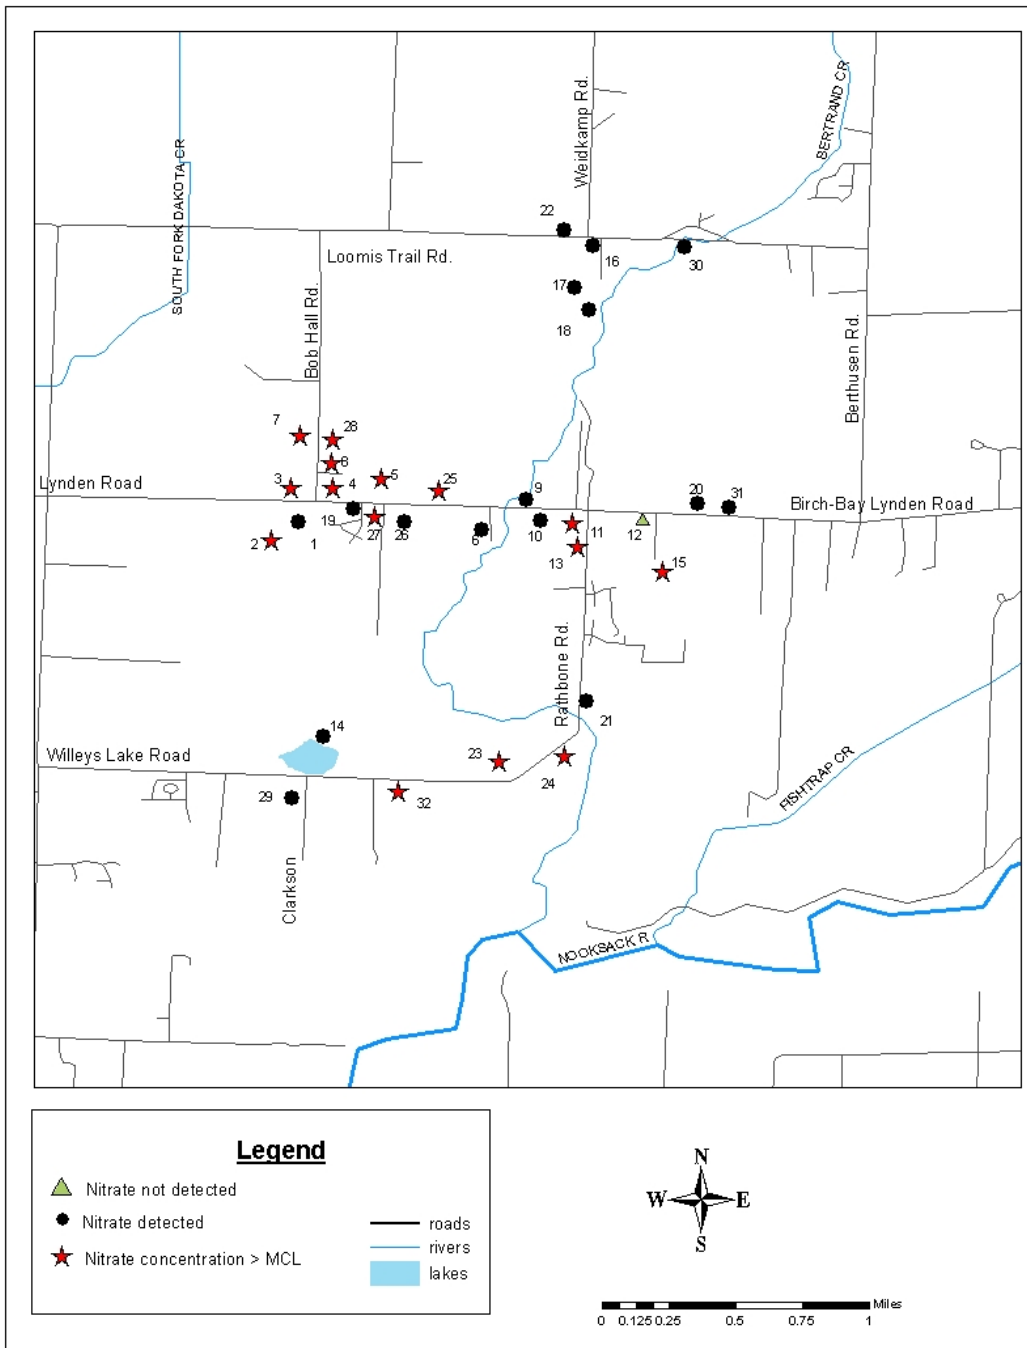 BERTRAND CR
Weidkamp Rd.
SOUTH FORK DAKOTA CR
22
Loomis Trail Rd.
16
30
17
18
Bob Hall Rd.
Berthusen Rd.
7
28
8
Lynden Road
3
4
5
25
9
20
31
Birch-Bay Lynden Road
19
2
1
27
26
6
10
11
12
13
15
Rathbone Rd.
21
14
Willeys Lake Road
23
24
29
32
FISHTRAP CR
Clarkson
NOOKSACK R
Legend
Nitrate not detected
Nitrate detected
Nitrate concentration > MCL
roads
rivers
lakes
N
W E
S
Miles
0 0.125 0.25 0.5 0.75 1